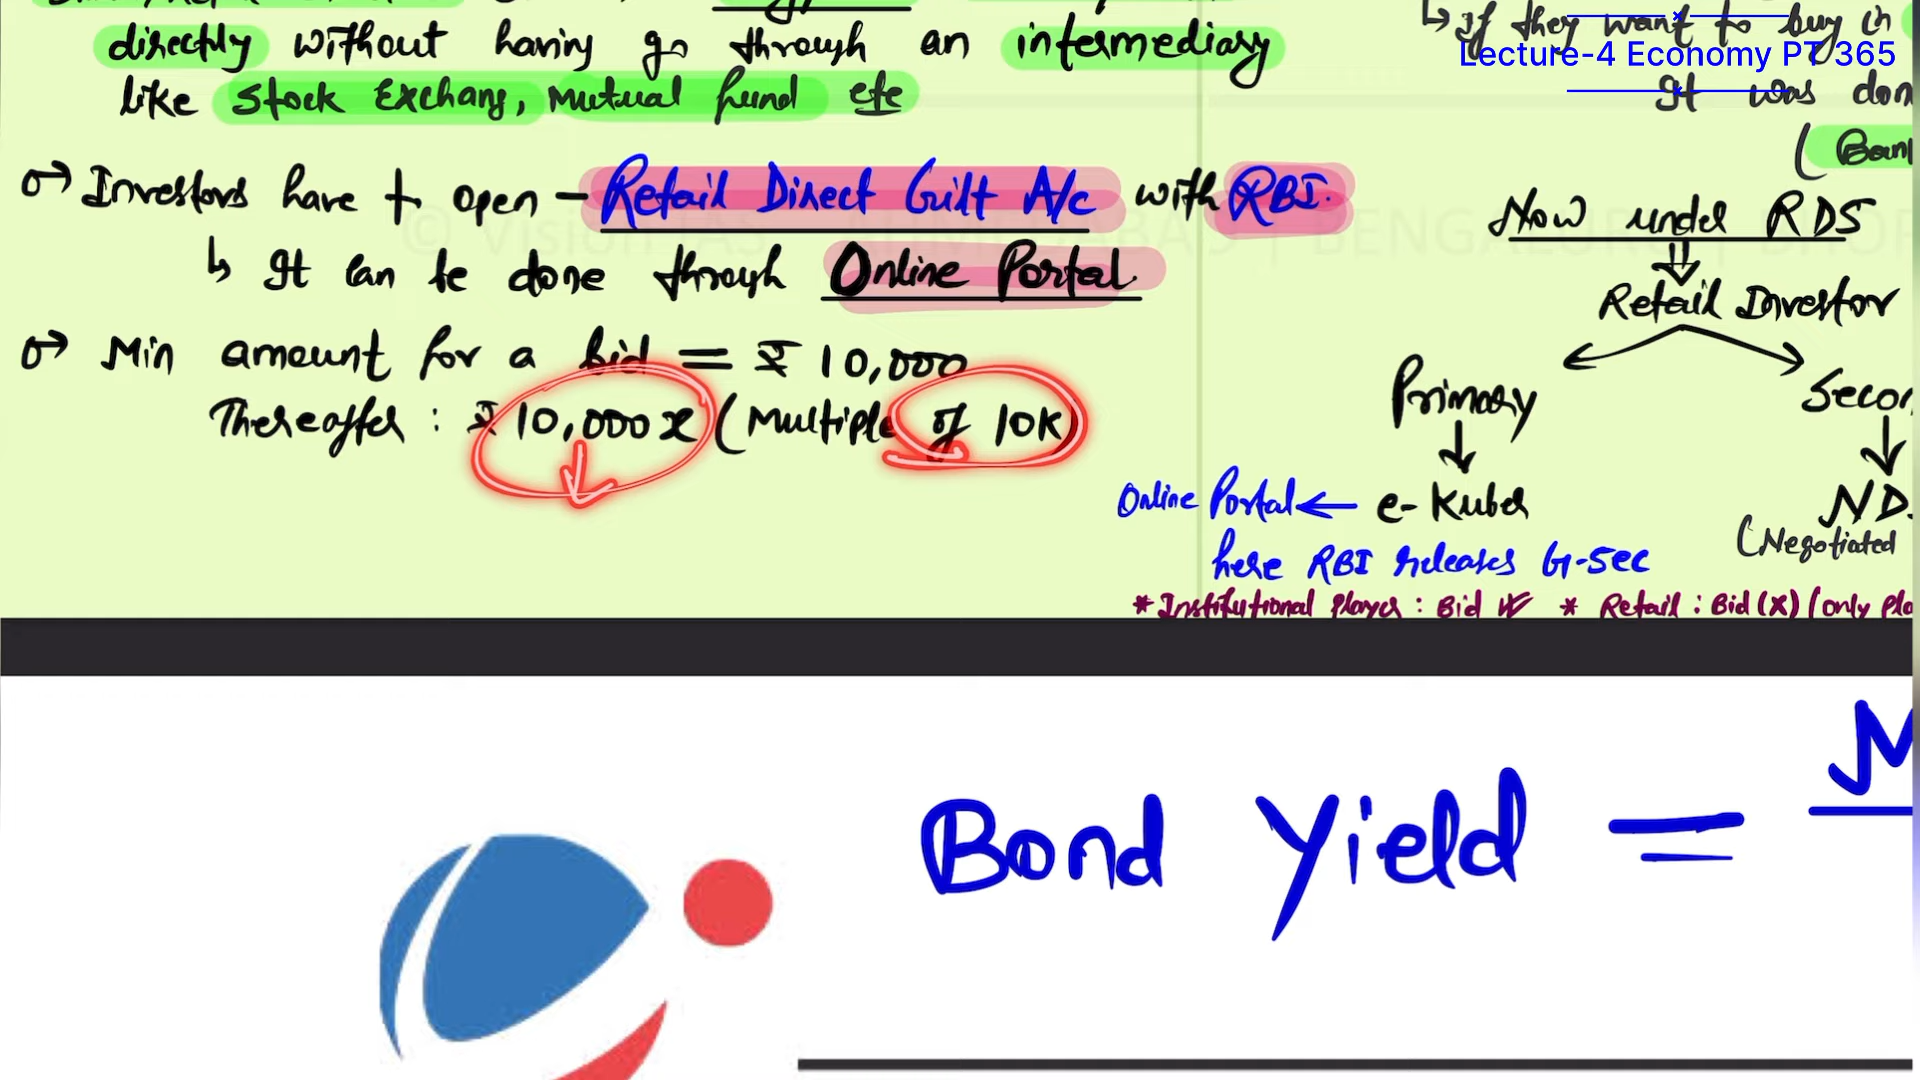 directly without having go through an intermediary
like Stock Exchang, Mutual fund etc
↳ if they want to buy in
Lecture-4 Economy PT 365
It was don
(Ban
σ→ Investors have to open – Retail Direct Gilt A/c with RBI.
↳ It can be done through Online Portal
σ→ Min amount for a bid = ₹ 10,000
Thereafter : ₹ 10,000x (Multiple of 10K)
Now under RDS
Retail Investor
Primary
Secon
Online Portal ← e-Kuber
ND
(Negotiated
here RBI releases G-Sec
* Institutional Player : Bid ✓ * Retail : Bid (x) (only Pla
Bond Yield =